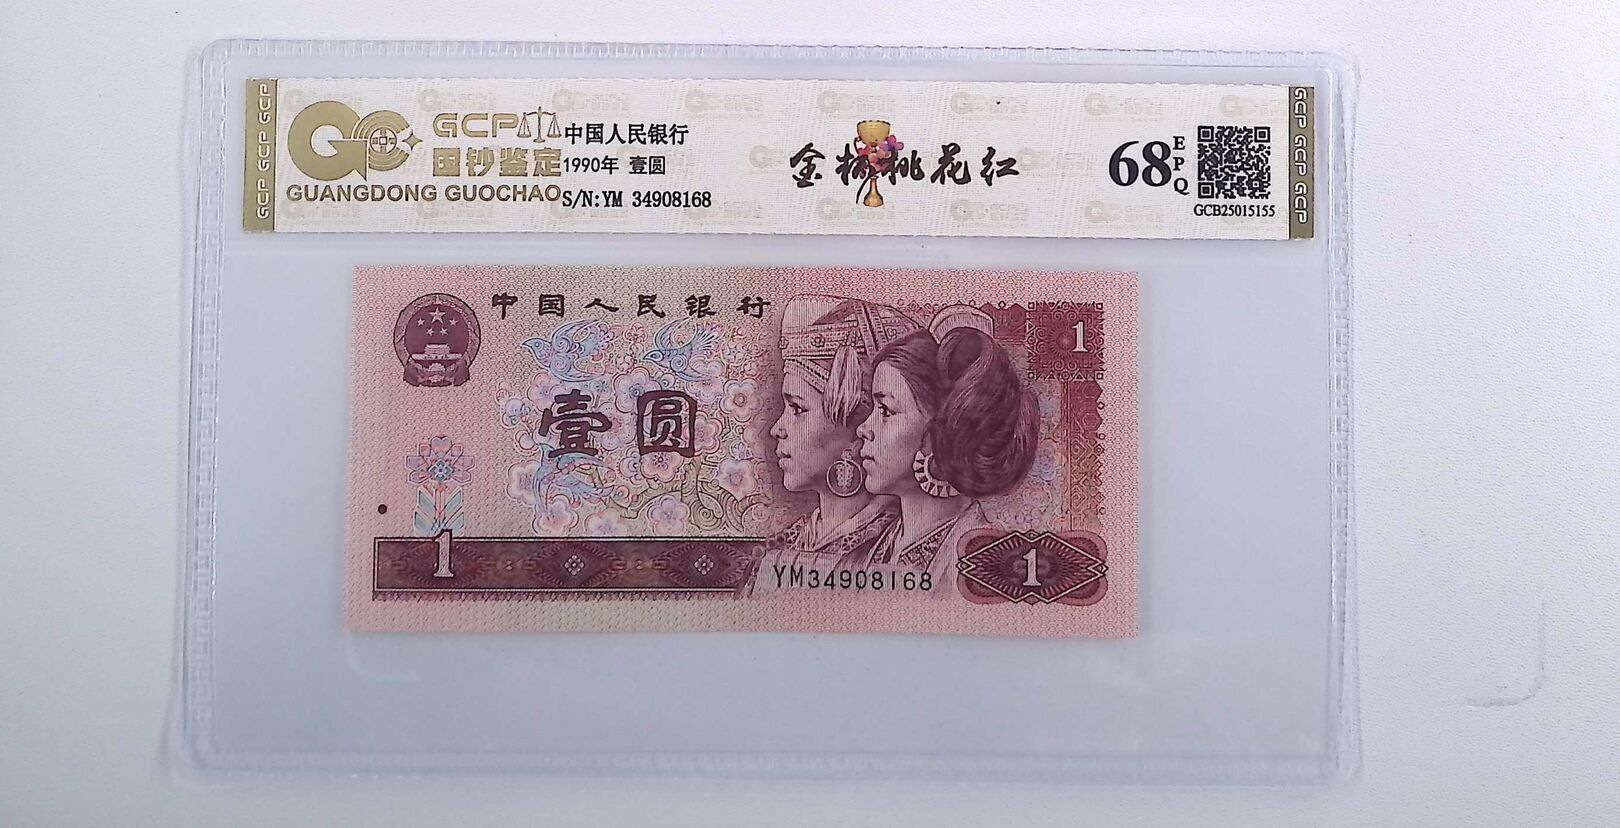 GCP GCP GCP
GCP
国钞鉴定
GUANGDONG GUOCHAO
中国人民银行
1990年 壹圆
S/N:YM 34908168
金杯桃花红
68
EPQ
GCB25015155
GCP GCP GCP
中国人民银行
1
壹圆
1
YM34908168
1